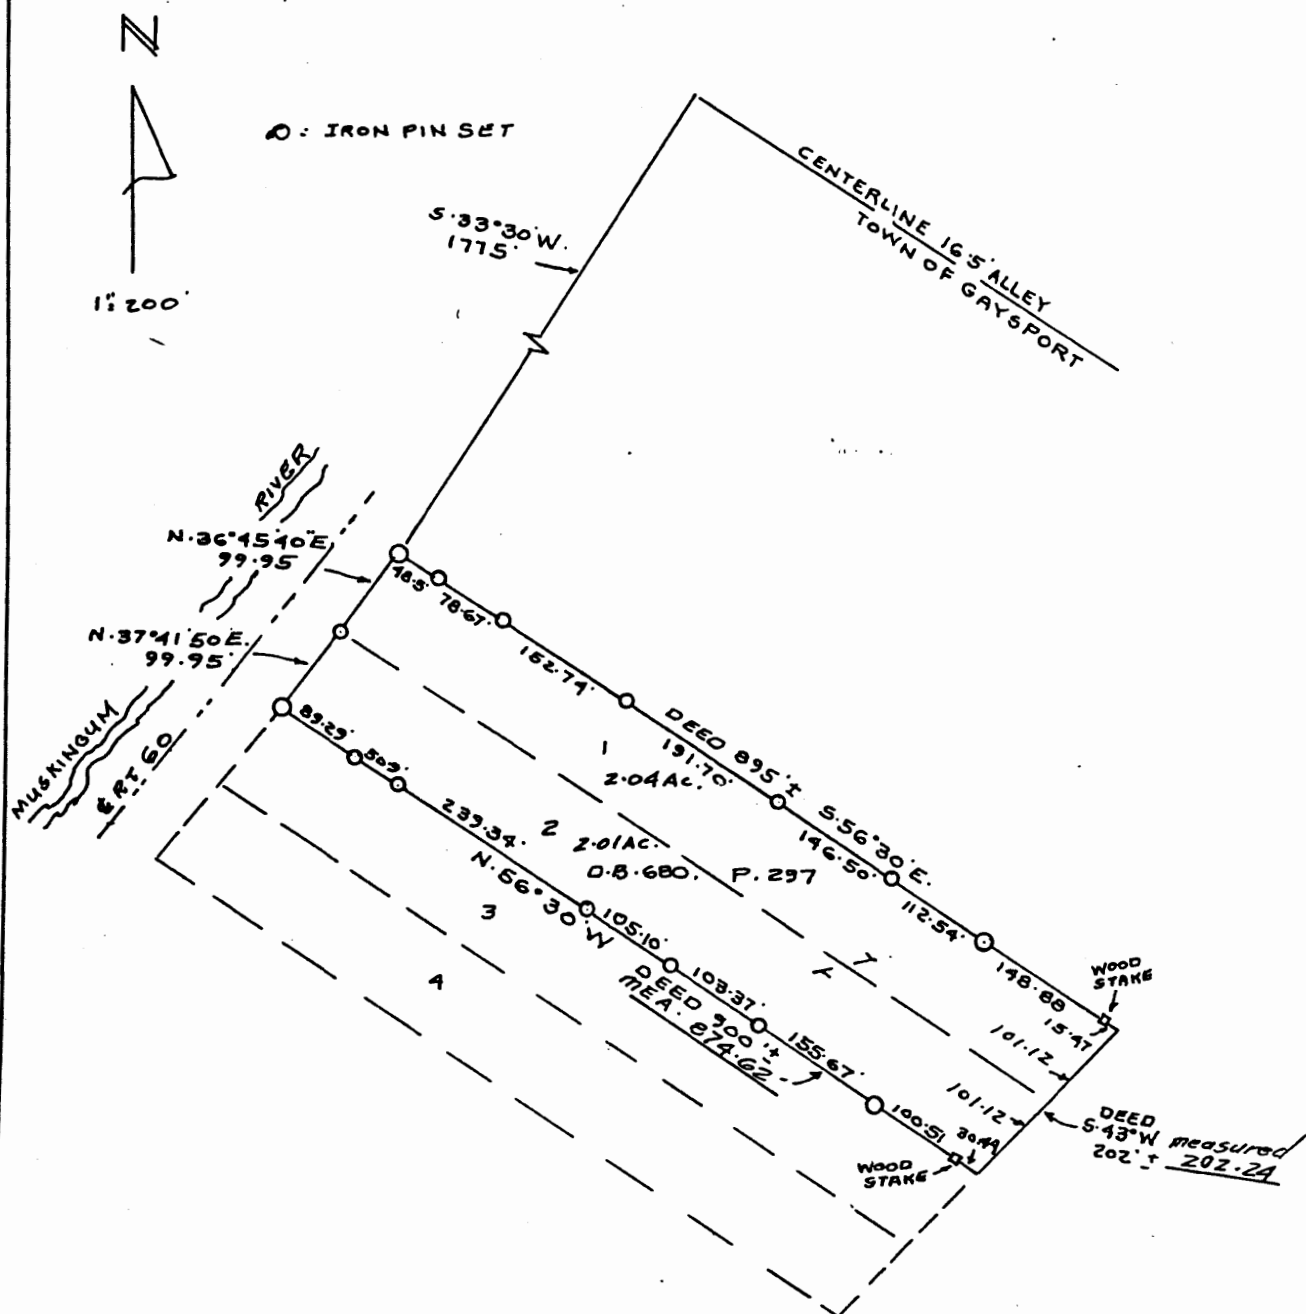 N
O: IRON PIN SET
S.33°30'W.
1775'
1": 200'
CENTERLINE 16.5' ALLEY
TOWN OF GAYSPORT
RIVER
N.36°45'40"E
99.95
N.37°41'50"E.
99.95'
MUSKINGUM
RT 60
48.5'
78.67'
152.74'
DEED 895'±
S.56°30'E.
191.70'
146.50'
112.54'
148.88
WOOD
STAKE
15.47
101.12
101.12
DEED
S.43°W
202'±
measured
202.24
1
2.04 Ac.
2
2.01 Ac.
D.B. 680. P. 297
89.29'
50.9'
239.34.
N.56°30'W
105.10'
103.37'
DEED 900'±
MEA. 874.62
155.67'
100.51
30.49
WOOD
STAKE
3
4